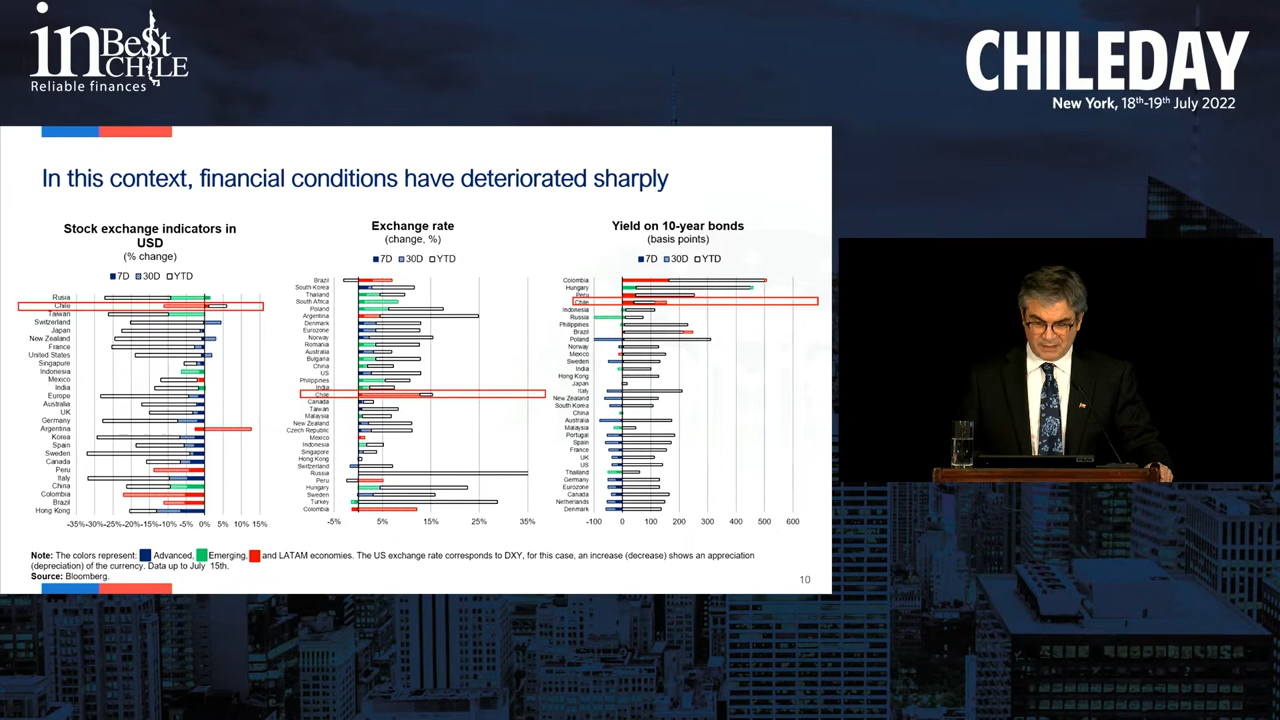 in BeSt CHILE
Reliable finances
CHILEDAY
New York, 18th-19th July 2022
In this context, financial conditions have deteriorated sharply
Stock exchange indicators in
USD
(% change)
7D 30D YTD
Rusia
Chile
Taiwan
Switzerland
Japan
New Zealand
France
United States
Singapure
Indonesia
Mexico
India
Europe
Australia
UK
Germany
Argentina
Korea
Spain
Sweden
Canada
Peru
Italy
China
Colombia
Brazil
Hong Kong
-35% -30% -25% -20% -15% -10% -5% 0% 5% 10% 15%
Exchange rate
(change, %)
7D 30D YTD
Brazil
South Korea
Thailand
South Africa
Poland
Argentina
Denmark
Eurozone
Norway
Romania
Australia
Bulgaria
China
US
Philippines
India
Chile
Canada
Taiwan
Malaysia
New Zealand
Czech Republic
Mexico
Indonesia
Singapore
Hong Kong
Switzerland
Russia
Peru
Hungary
Sweden
Turkey
Colombia
-5% 5% 15% 25% 35%
Yield on 10-year bonds
(basis points)
7D 30D YTD
Colombia
Hungary
Peru
Chile
Indonesia
Russia
Philippines
Brazil
Poland
Norway
Mexico
Sweden
India
Hong Kong
Japan
Italy
New Zealand
South Korea
China
Australia
Malaysia
Portugal
Spain
France
UK
US
Thailand
Germany
Eurozone
Canada
Netherlands
Denmark
-100 0 100 200 300 400 500 600
Note: The colors represent: Advanced, Emerging, and LATAM economies. The US exchange rate corresponds to DXY, for this case, an increase (decrease) shows an appreciation
(depreciation) of the currency. Data up to July 15th.
Source: Bloomberg.
10